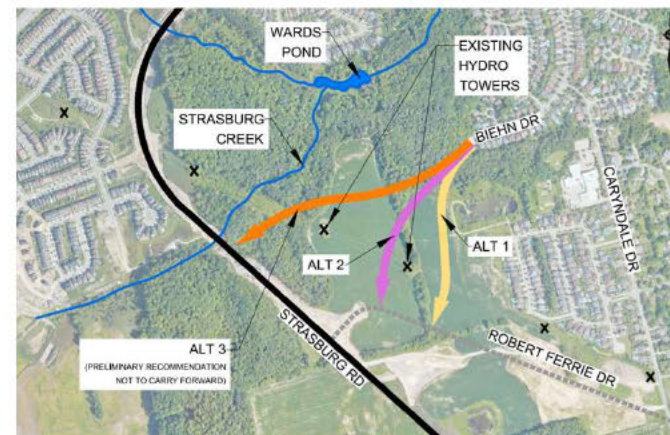 WARDS
POND
EXISTING
HYDRO
TOWERS
STRASBURG
CREEK
BIEHN DR
CARYNDALE DR
ALT 1
ALT 2
ALT 3
(PRELIMINARY RECOMMENDATION
NOT TO CARRY FORWARD)
STRASBURG RD
ROBERT FERRIE DR
X
X
X
X
X
X